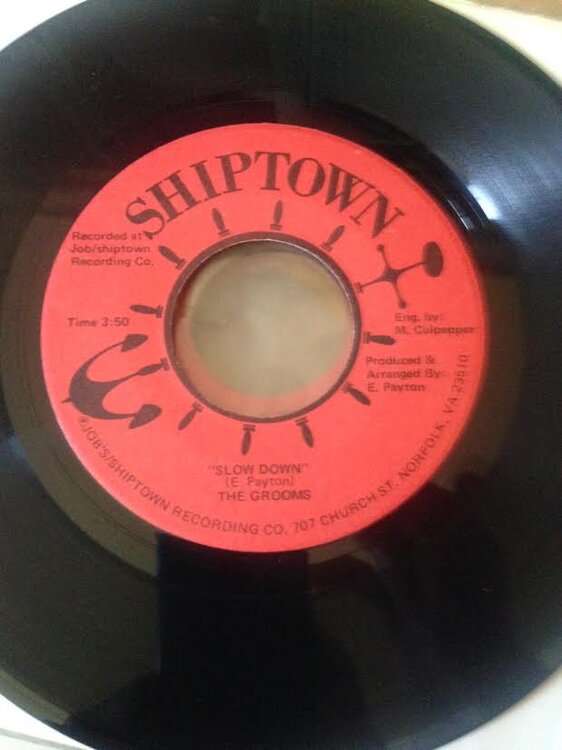 SHIPTOWN
Recorded at
Job/shiptown
Recording Co.
Time 3:50
Eng. by:
M. Culpepper
Produced &
Arranged By:
E. Payton
"SLOW DOWN"
(E. Payton)
THE GROOMS
©JOB'S/SHIPTOWN RECORDING CO. 707 CHURCH ST. NORFOLK, VA 23510